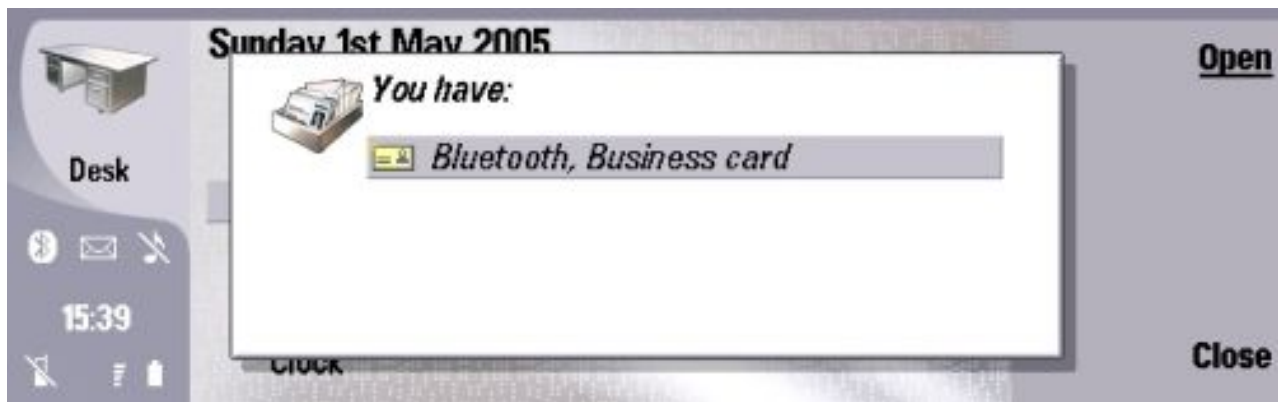 Sunday 1st May 2005
Open
You have:
Bluetooth, Business card
Desk
15:39
Clock
Close